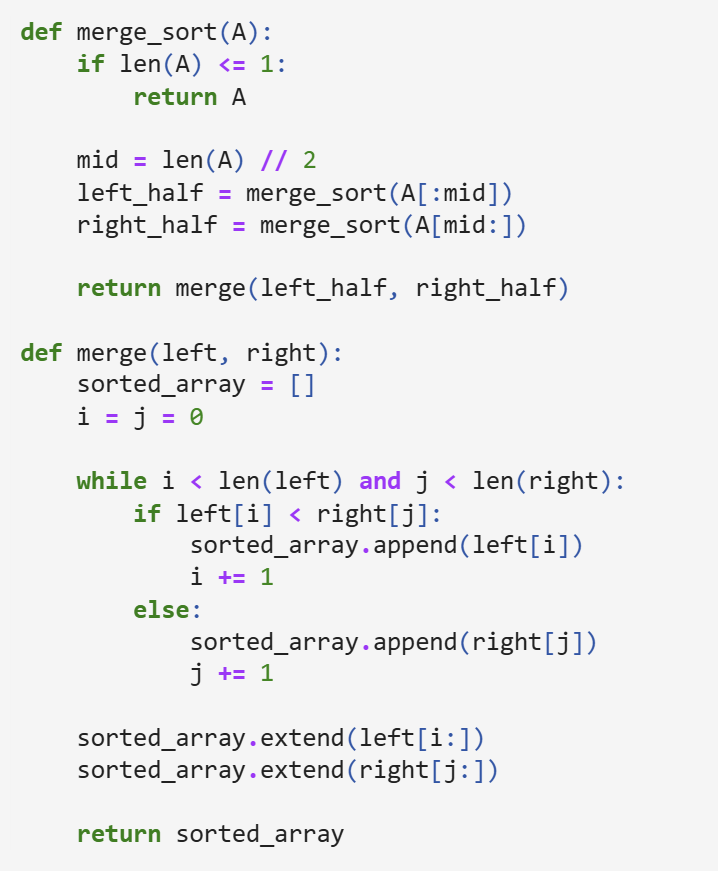 def merge_sort(A):
    if len(A) <= 1:
        return A

    mid = len(A) // 2
    left_half = merge_sort(A[:mid])
    right_half = merge_sort(A[mid:])

    return merge(left_half, right_half)

def merge(left, right):
    sorted_array = []
    i = j = 0

    while i < len(left) and j < len(right):
        if left[i] < right[j]:
            sorted_array.append(left[i])
            i += 1
        else:
            sorted_array.append(right[j])
            j += 1

    sorted_array.extend(left[i:])
    sorted_array.extend(right[j:])

    return sorted_array